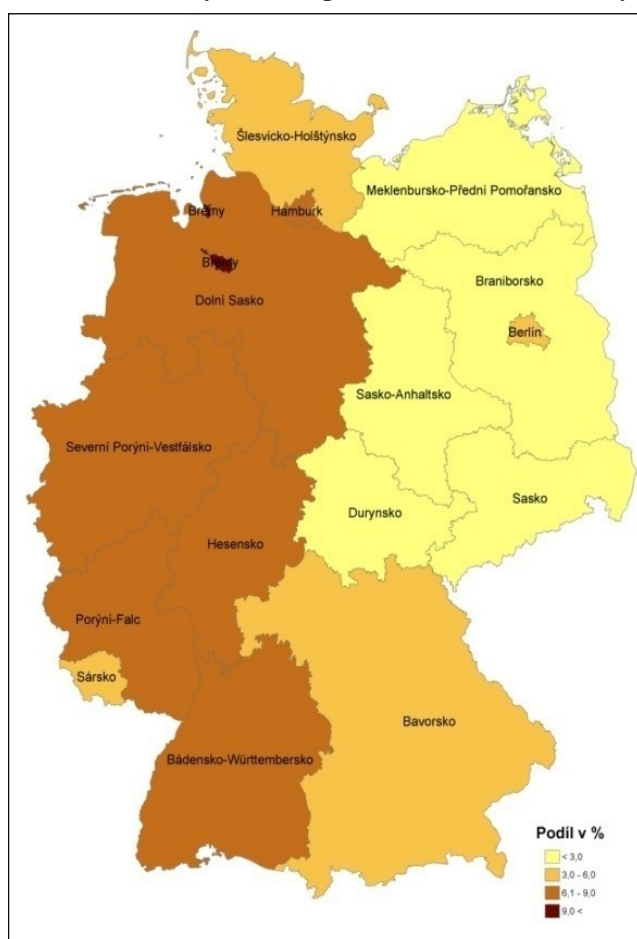 Šlesvicko-Holštýnsko
Meklenbursko-Přední Pomořansko
Brémy
Hamburk
Brémy
Braniborsko
Dolní Sasko
Berlín
Sasko-Anhaltsko
Severní Porýní-Vestfálsko
Sasko
Durynsko
Hesensko
Porýní-Falc
Sársko
Bavorsko
Bádensko-Württembersko
Podíl v %
< 3,0
3,0 - 6,0
6,1 - 9,0
9,0 <